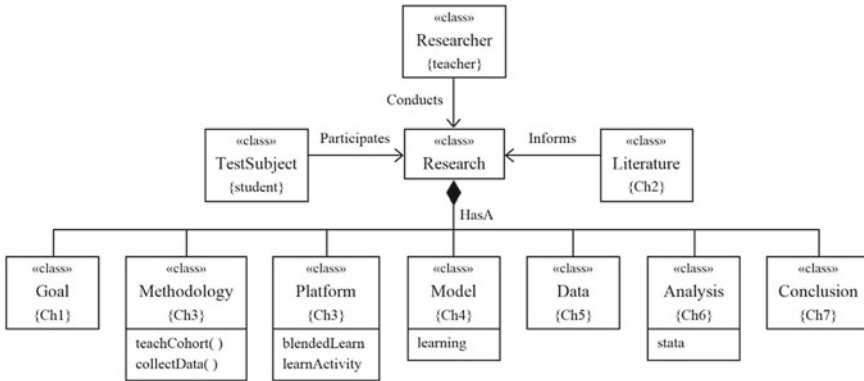 «class»
Researcher
{teacher}
Conducts
«class»
TestSubject
{student}
Participates
«class»
Research
Informs
«class»
Literature
{Ch2}
HasA
«class»
Goal
{Ch1}
«class»
Methodology
{Ch3}
teachCohort( )
collectData( )
«class»
Platform
{Ch3}
blendedLearn
learnActivity
«class»
Model
{Ch4}
learning
«class»
Data
{Ch5}
«class»
Analysis
{Ch6}
stata
«class»
Conclusion
{Ch7}